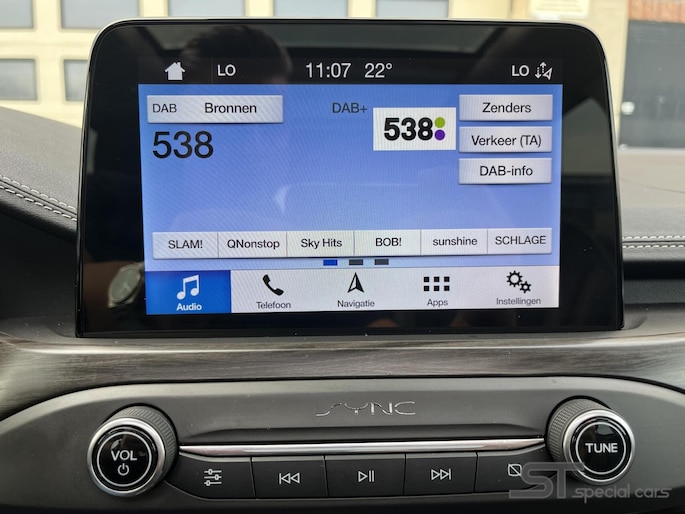 LO 11:07 22° LO
DAB Bronnen DAB+ 538 Zenders
538 Verkeer (TA)
DAB-info
SLAM! QNonstop Sky Hits BOB! sunshine SCHLAGE
Audio Telefoon Navigatie Apps Instellingen
SYNC
VOL TUNE
ST special cars